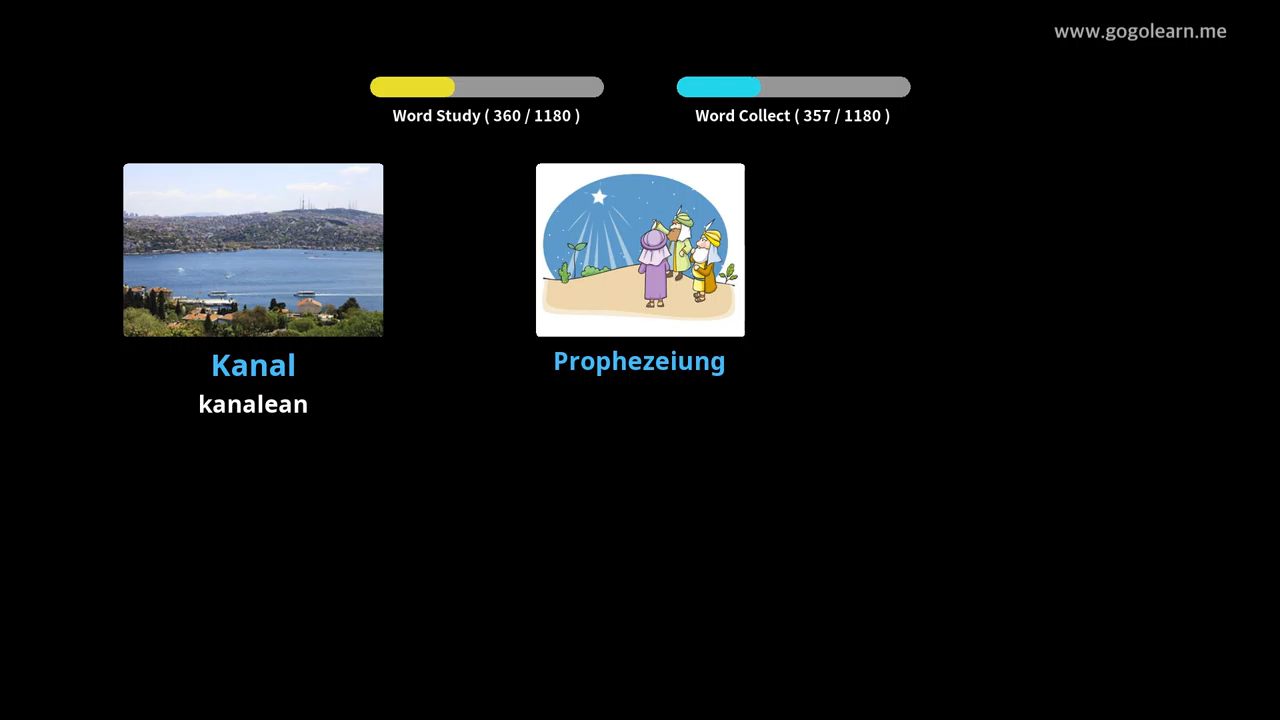 www.gogolearn.me
Word Study ( 360 / 1180 )
Word Collect ( 357 / 1180 )
Kanal
kanalean
Prophezeiung